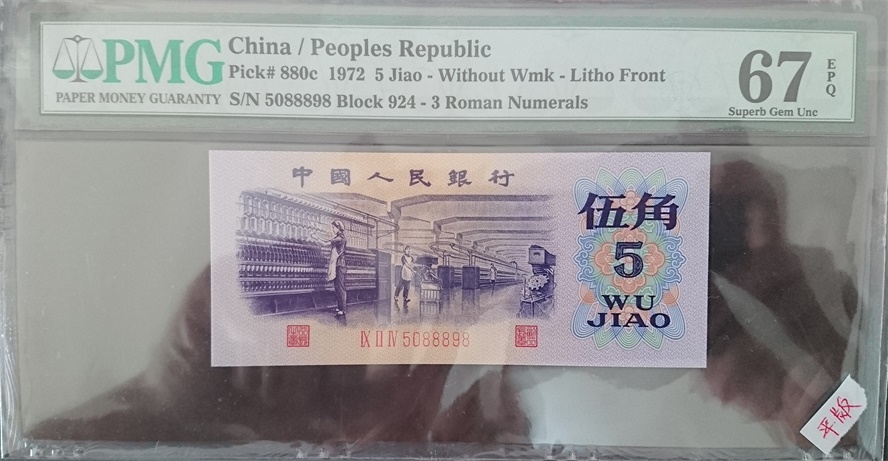 PMG
PAPER MONEY GUARANTY
China / Peoples Republic
Pick# 880c 1972 5 Jiao - Without Wmk - Litho Front
S/N 5088898 Block 924 - 3 Roman Numerals
67
EPQ
Superb Gem Unc
中國人民銀行
伍角
5
WU
JIAO
IX II IV 5088898
平版